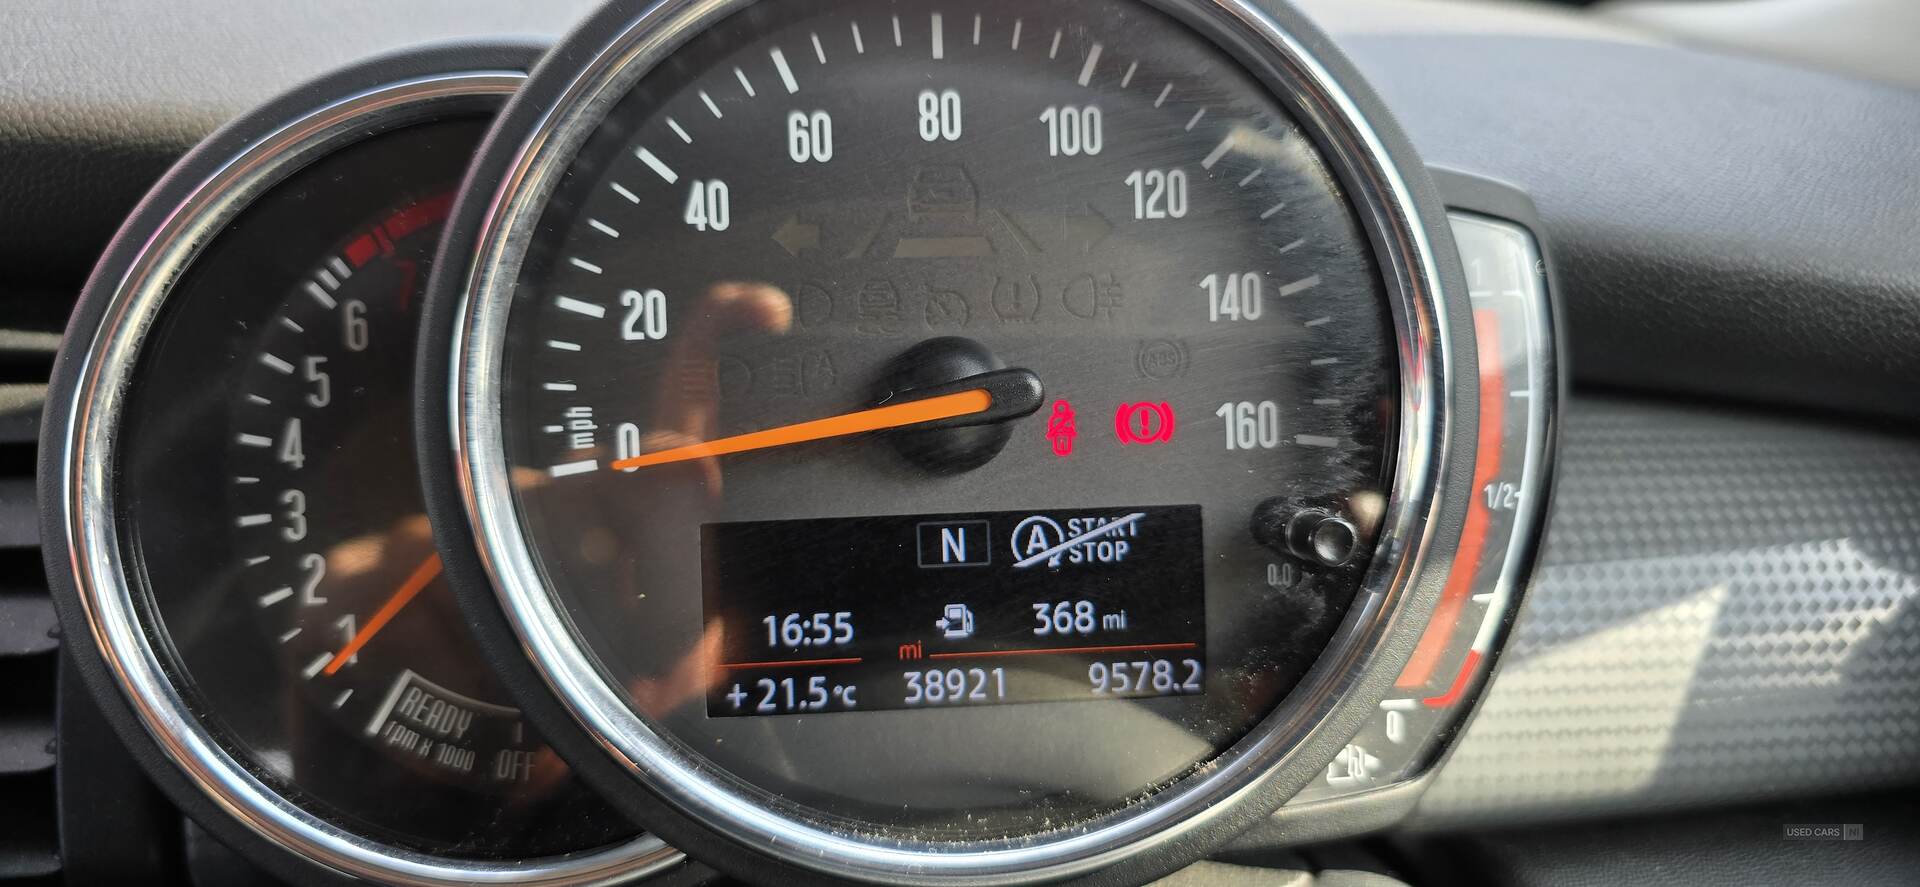 80
60
100
40
120
20
140
0
160
mph
ABS
6
7
5
4
3
2
1
READY
rpm x 1000
OFF
N
A START
STOP
16:55
368 mi
mi
+21.5°C
38921
9578.2
0.0
1
1/2
0
USED CARS NI